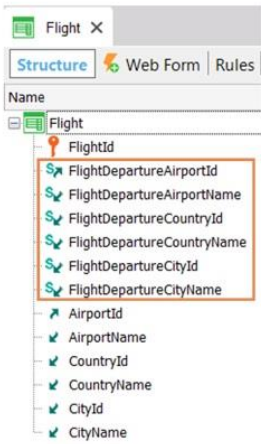 Flight
Structure Web Form Rules
Name
Flight
FlightId
FlightDepartureAirportId
FlightDepartureAirportName
FlightDepartureCountryId
FlightDepartureCountryName
FlightDepartureCityId
FlightDepartureCityName
AirportId
AirportName
CountryId
CountryName
CityId
CityName